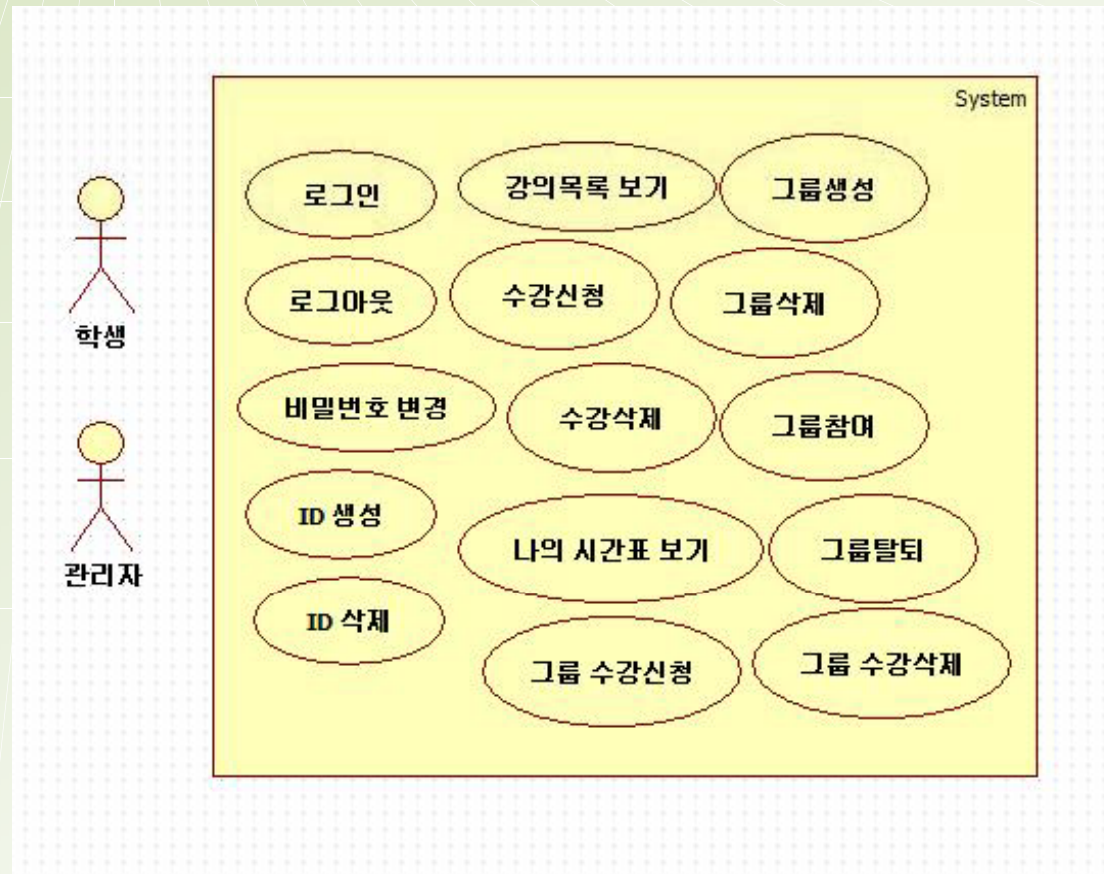 System
로그인
강의목록 보기
그룹생성
로그아웃
수강신청
그룹삭제
학생
비밀번호 변경
수강삭제
그룹참여
ID 생성
나의 시간표 보기
그룹탈퇴
관리자
ID 삭제
그룹 수강신청
그룹 수강삭제